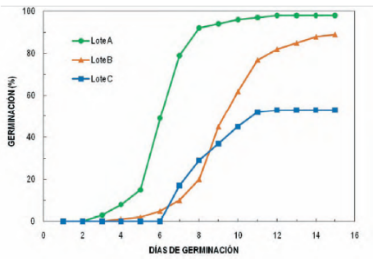 100
80
60
40
20
0
GERMINACIÓN (%)
Lote A
Lote B
Lote C
0 2 4 6 8 10 12 14 16
DÍAS DE GERMINACIÓN